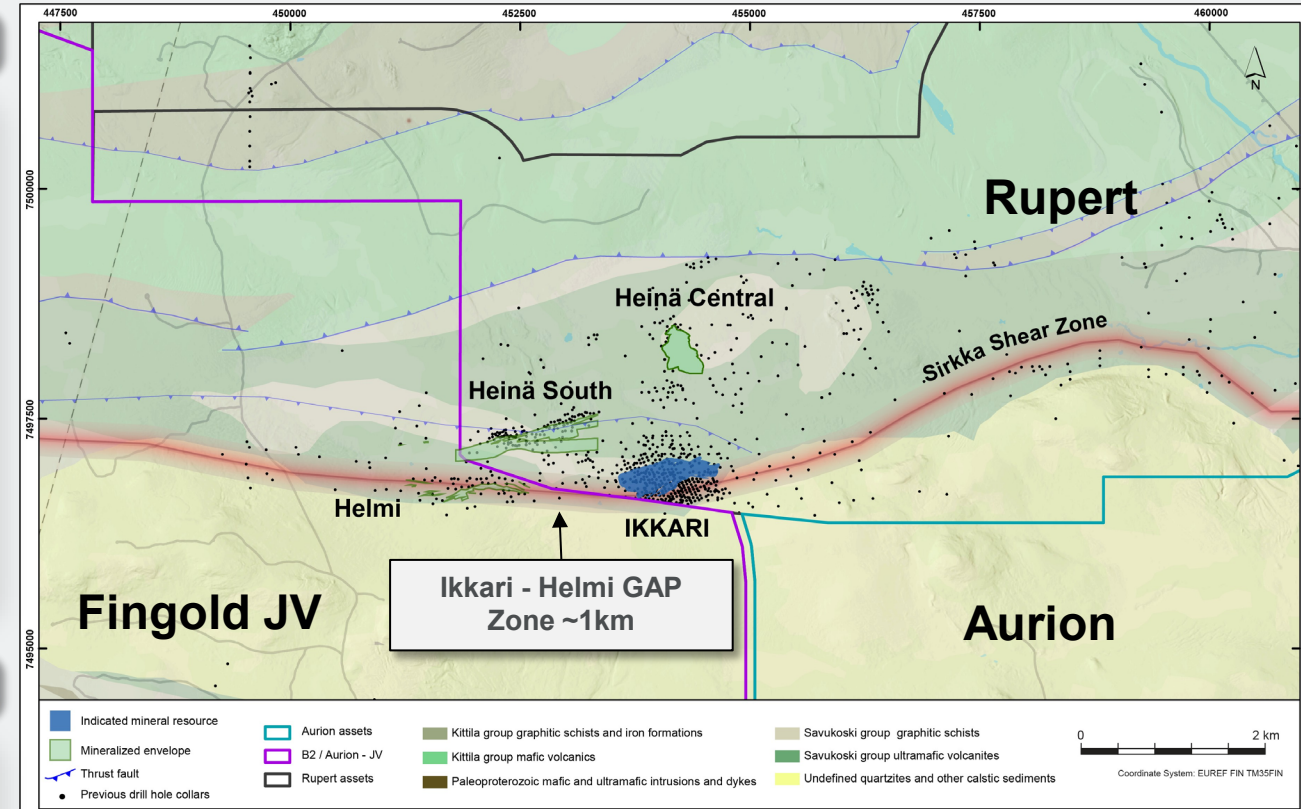 447500 450000 452500 455000 457500 460000
N
7500000
Rupert
Heinä Central
Sirkka Shear Zone
Heinä South
7497500
Helmi
IKKARI
Ikkari - Helmi GAP
Zone ~1km
Fingold JV
Aurion
7495000
Indicated mineral resource
Mineralized envelope
Thrust fault
Previous drill hole collars
Aurion assets
B2 / Aurion - JV
Rupert assets
Kittila group graphitic schists and iron formations
Kittila group mafic volcanics
Paleoproterozoic mafic and ultramafic intrusions and dykes
Savukoski group graphitic schists
Savukoski group ultramafic volcanites
Undefined quartzites and other calstic sediments
0 2 km
Coordinate System: EUREF FIN TM35FIN